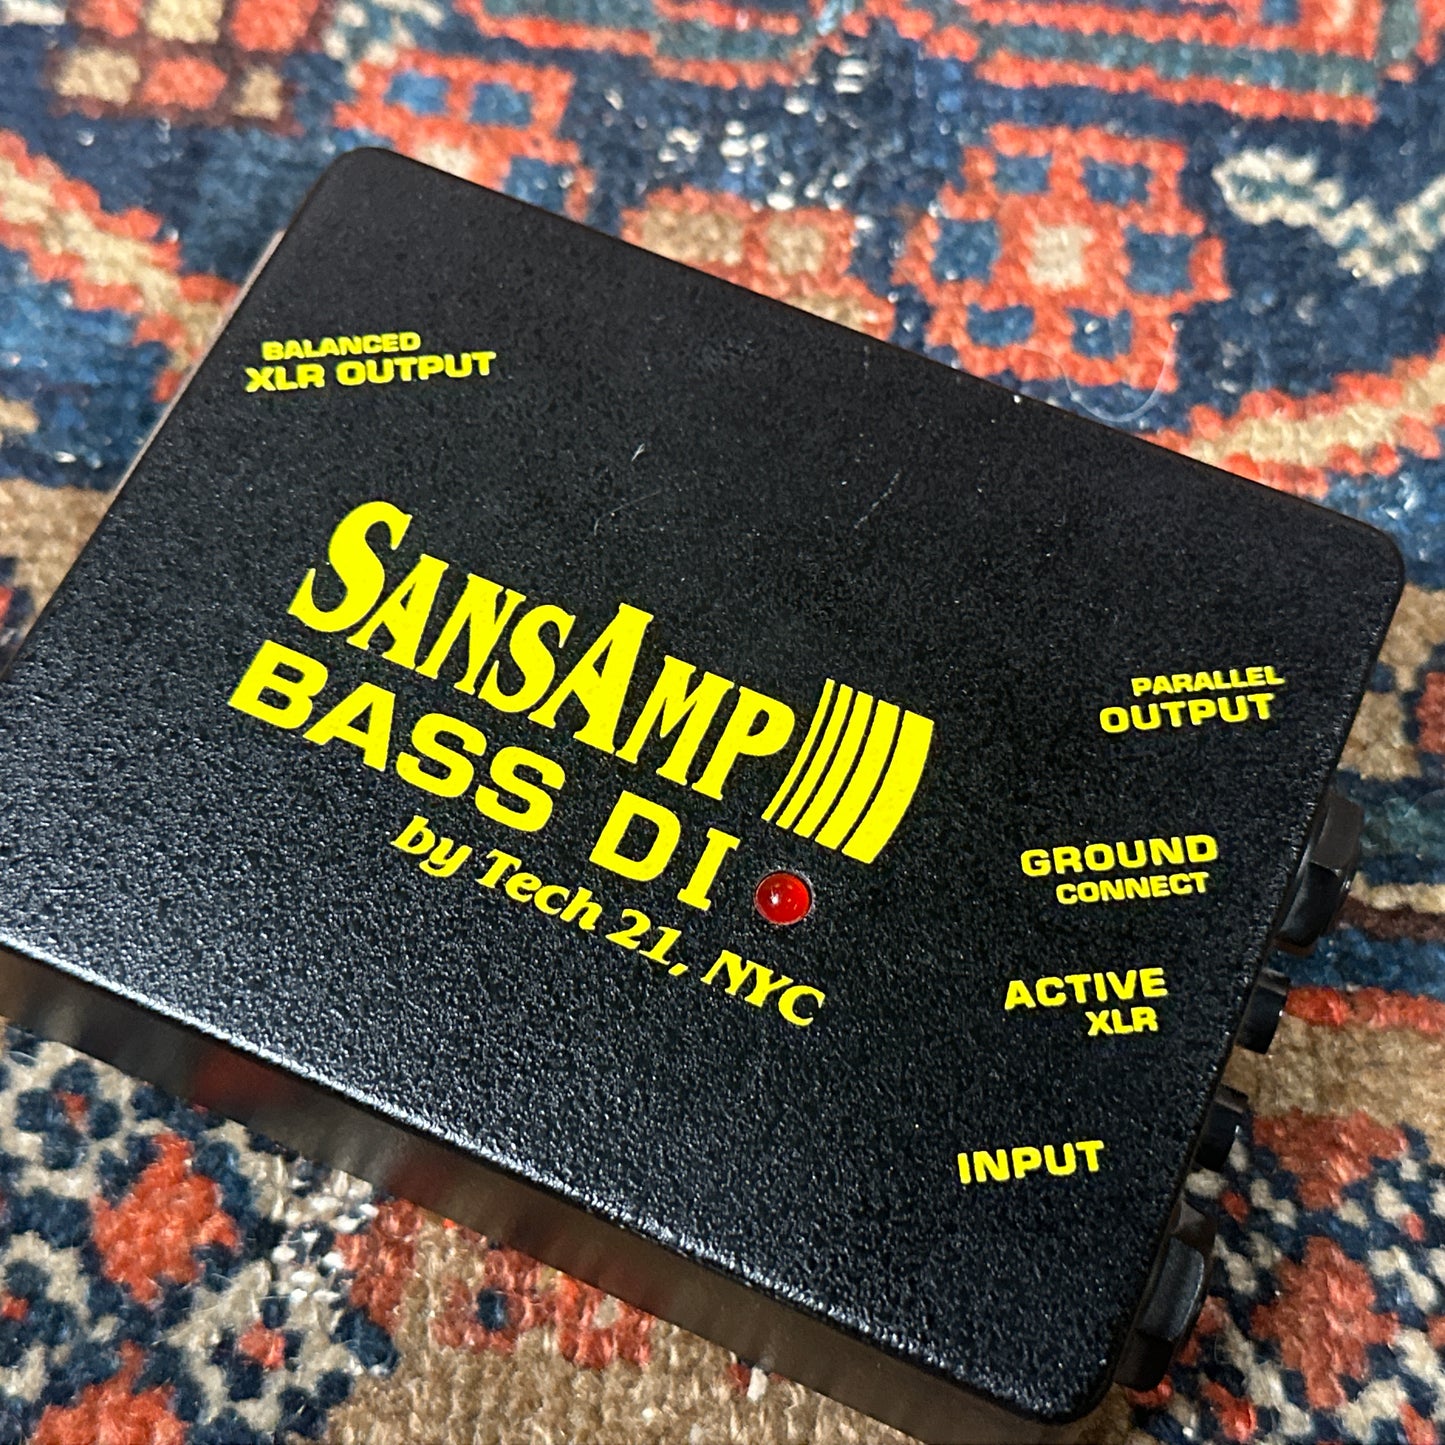 BALANCED
XLR OUTPUT
SANSAMP
BASS DI
by Tech 21, NYC
PARALLEL
OUTPUT
GROUND
CONNECT
ACTIVE
XLR
INPUT